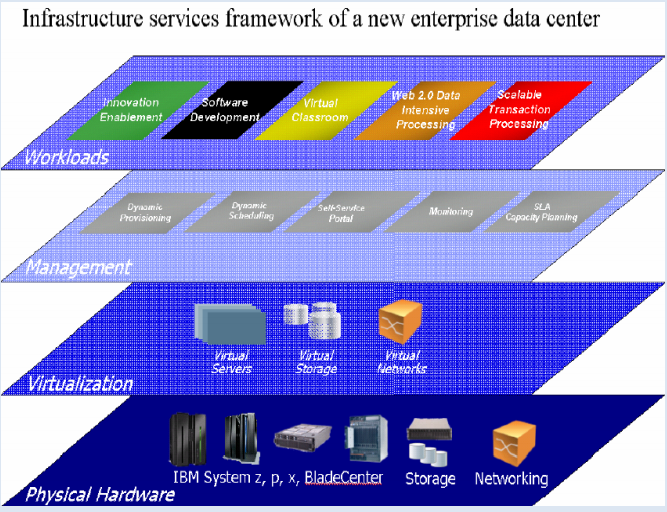 Infrastructure services framework of a new enterprise data center
Innovation
Enablement
Software
Development
Virtual
Classroom
Web 2.0 Data
Intensive
Processing
Scalable
Transaction
Processing
Workloads
Dynamic
Provisioning
Dynamic
Scheduling
Self-Service
Portal
Monitoring
SLA
Capacity Planning
Management
Virtual
Servers
Virtual
Storage
Virtual
Networks
Virtualization
IBM System z, p, x, BladeCenter
Storage
Networking
Physical Hardware